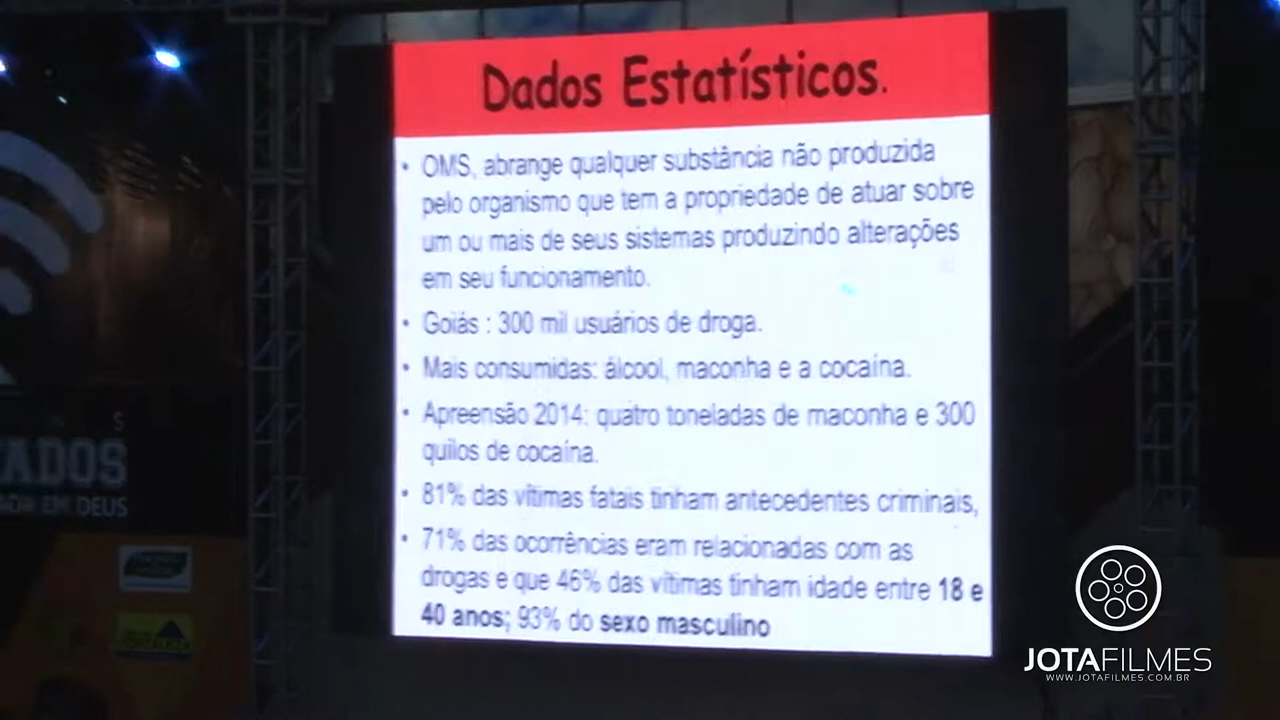 Dados Estatísticos.
• OMS, abrange qualquer substância não produzida
pelo organismo que tem a propriedade de atuar sobre
um ou mais de seus sistemas produzindo alterações
em seu funcionamento.
• Goiás : 300 mil usuários de droga.
• Mais consumidas: álcool, maconha e a cocaína.
• Apreensão 2014: quatro toneladas de maconha e 300
quilos de cocaína.
• 81% das vítimas fatais tinham antecedentes criminais,
• 71% das ocorrências eram relacionadas com as
drogas e que 46% das vítimas tinham idade entre 18 e
40 anos; 93% do sexo masculino
S
TADOS
EM DEUS
JOTAFILMES
WWW.JOTAFILMES.COM.BR